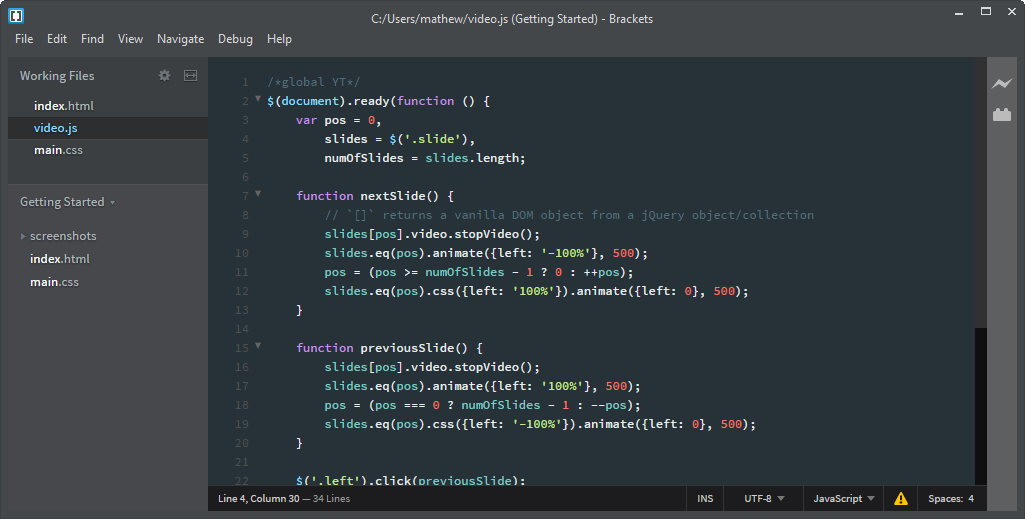 C:/Users/mathew/video.js (Getting Started) - Brackets
File Edit Find View Navigate Debug Help
Working Files
index.html
video.js
main.css
Getting Started
screenshots
index.html
main.css
1 /*global YT*/
2 $(document).ready(function () {
3 var pos = 0,
4 slides = $('.slide'),
5 numOfSlides = slides.length;
6
7 function nextSlide() {
8 // `[]` returns a vanilla DOM object from a jQuery object/collection
9 slides[pos].video.stopVideo();
10 slides.eq(pos).animate({left: '-100%'}, 500);
11 pos = (pos >= numOfSlides - 1 ? 0 : ++pos);
12 slides.eq(pos).css({left: '100%'}).animate({left: 0}, 500);
13 }
14
15 function previousSlide() {
16 slides[pos].video.stopVideo();
17 slides.eq(pos).animate({left: '100%'}, 500);
18 pos = (pos === 0 ? numOfSlides - 1 : --pos);
19 slides.eq(pos).css({left: '-100%'}).animate({left: 0}, 500);
20 }
21
22 $('.left').click(previousSlide);
Line 4, Column 30 — 34 Lines INS UTF-8 JavaScript Spaces: 4